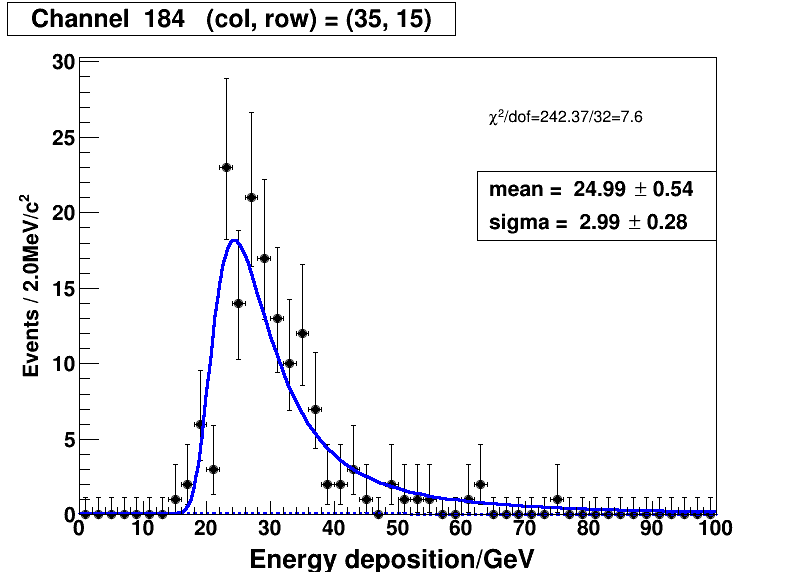 Channel 184 (col, row) = (35, 15)
χ²/dof=242.37/32=7.6
mean = 24.99 ± 0.54
sigma = 2.99 ± 0.28
Events / 2.0MeV/c²
30
25
20
15
10
5
0
0 10 20 30 40 50 60 70 80 90 100
Energy deposition/GeV